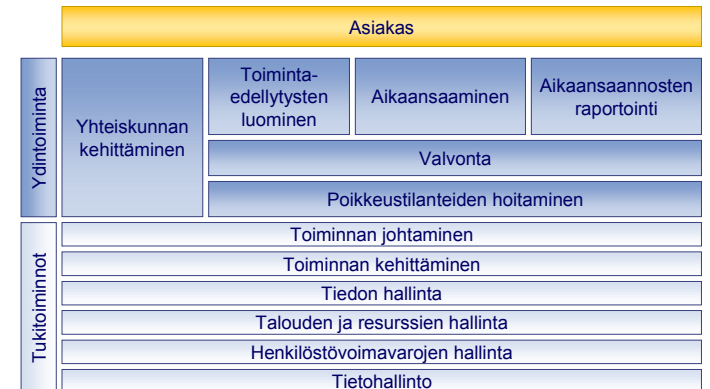 Asiakas
Ydintoiminta
Yhteiskunnan
kehittäminen
Toiminta-
edellytysten
luominen
Aikaansaaminen
Aikaansaannosten
raportointi
Valvonta
Poikkeustilanteiden hoitaminen
Tukitoiminnot
Toiminnan johtaminen
Toiminnan kehittäminen
Tiedon hallinta
Talouden ja resurssien hallinta
Henkilöstövoimavarojen hallinta
Tietohallinto